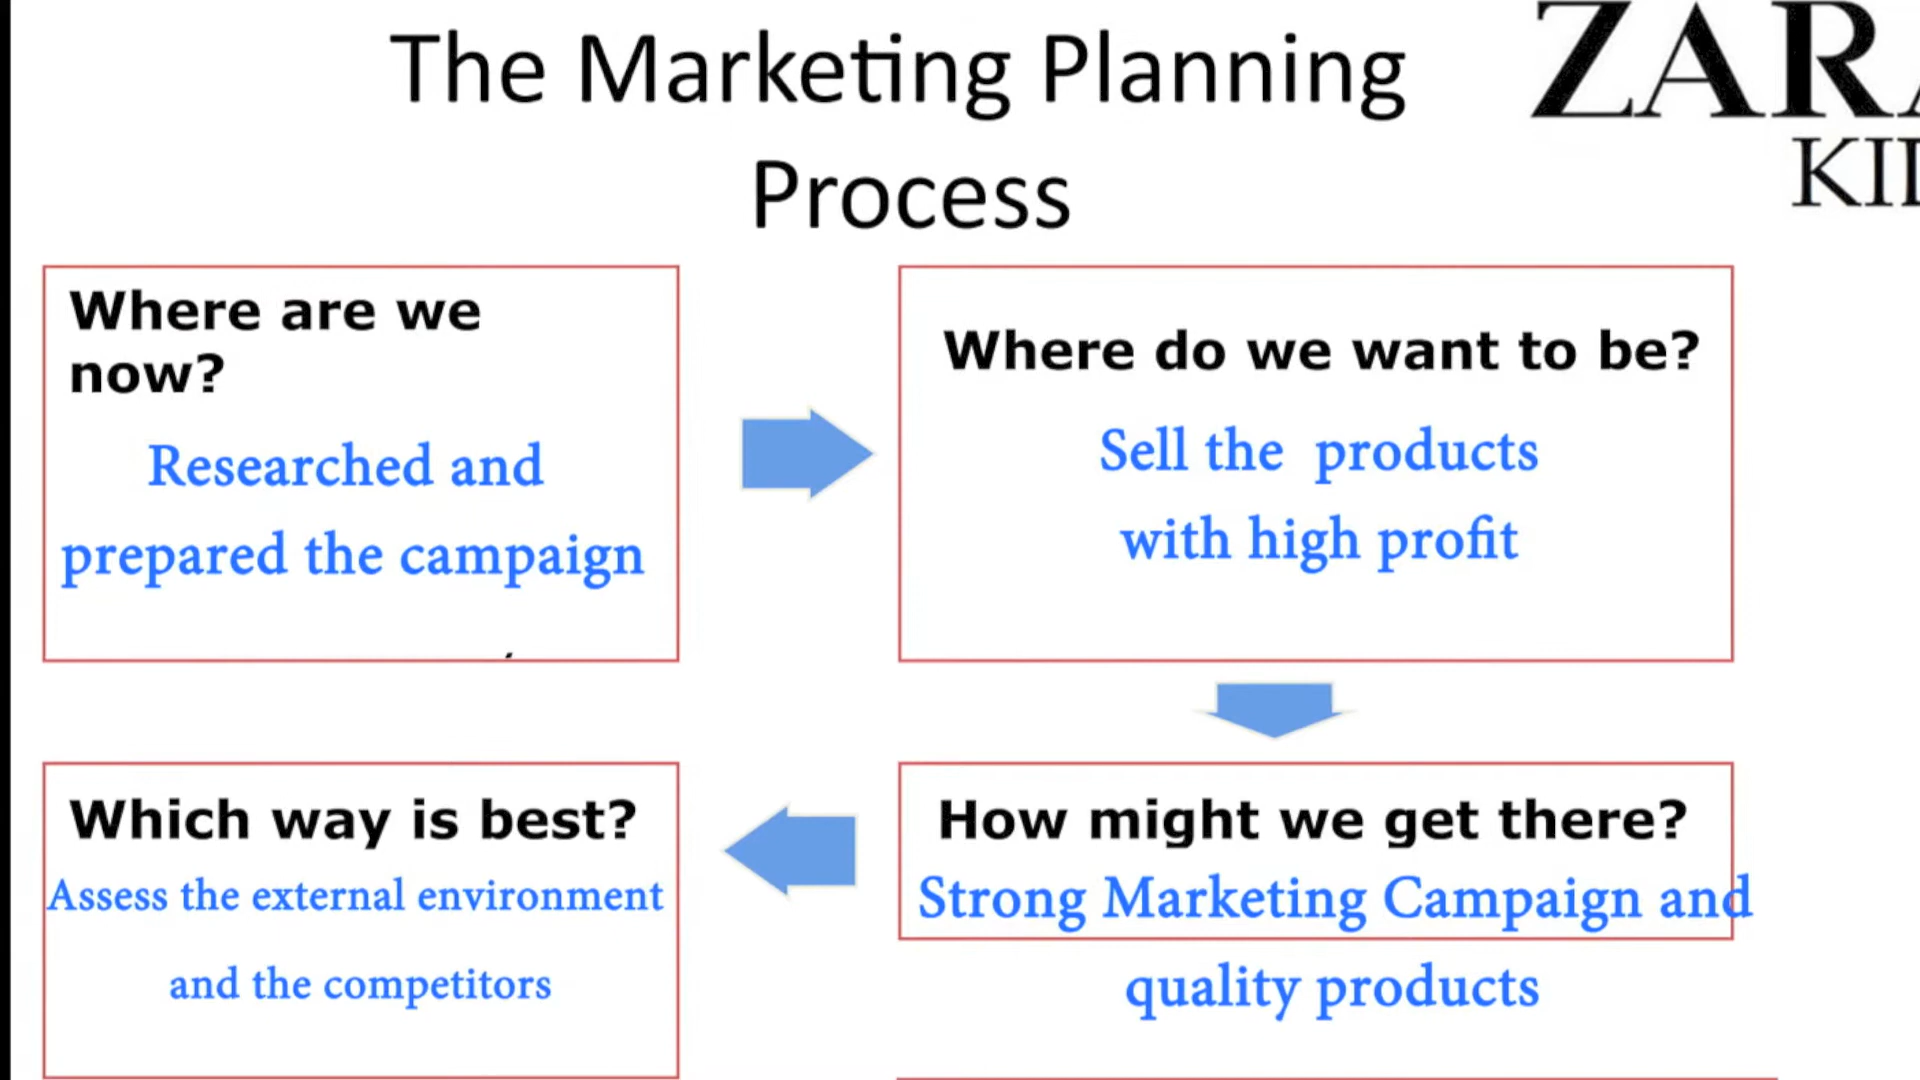 The Marketing Planning
Process
ZARA
KID
Where are we
now?
Researched and
prepared the campaign
Where do we want to be?
Sell the products
with high profit
Which way is best?
Assess the external environment
and the competitors
How might we get there?
Strong Marketing Campaign and
quality products